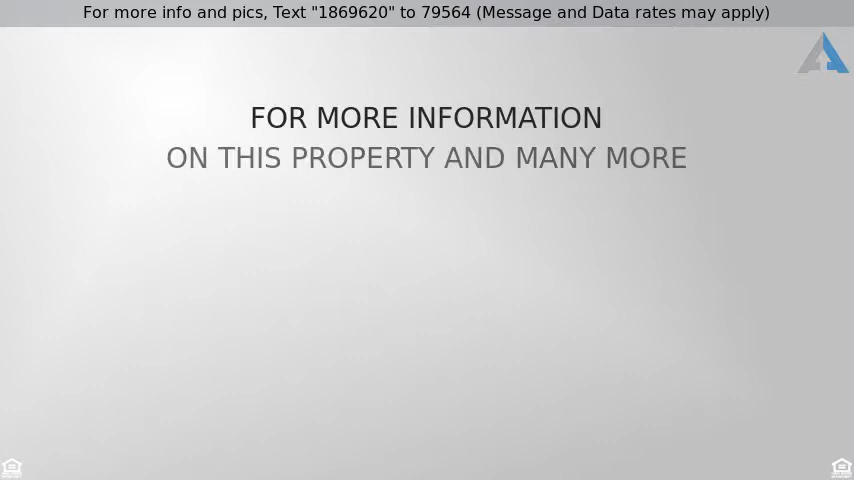 For more info and pics, Text "1869620" to 79564 (Message and Data rates may apply)
FOR MORE INFORMATION
ON THIS PROPERTY AND MANY MORE